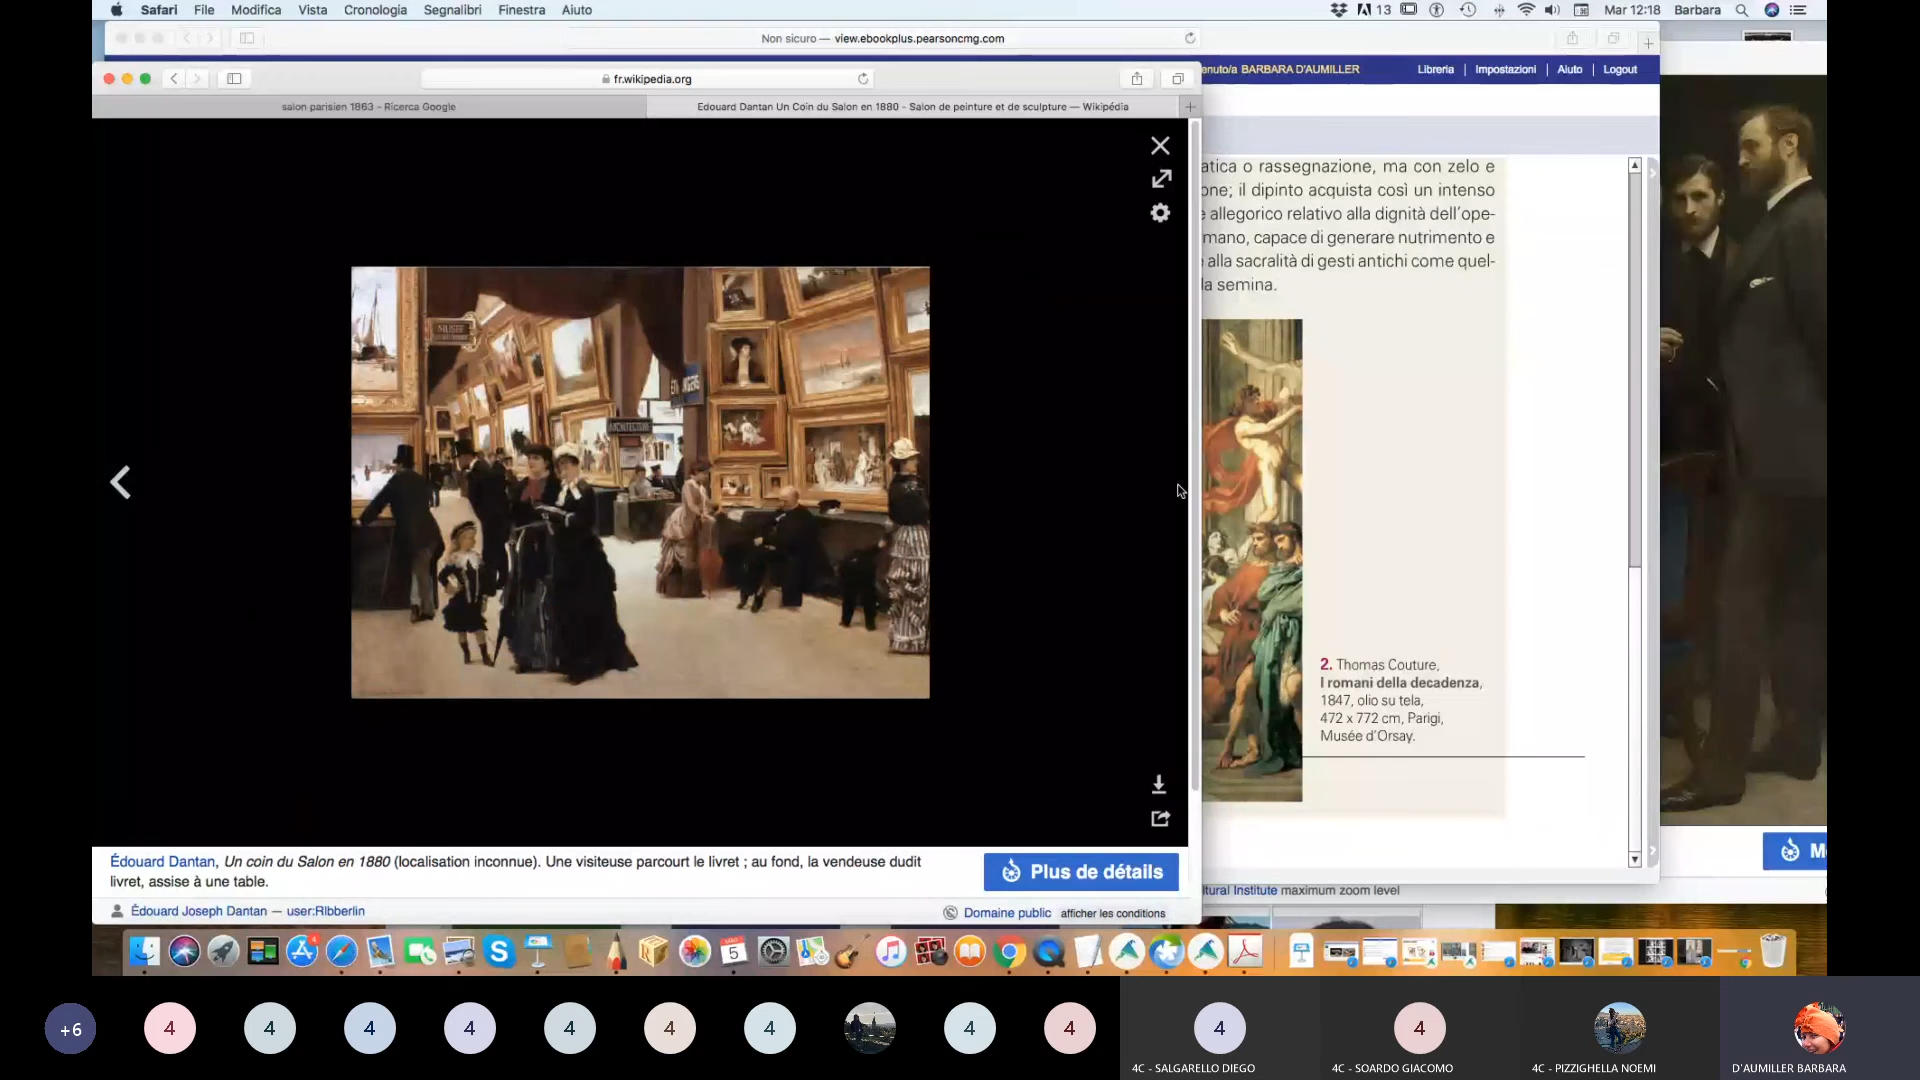 Safari File Modifica Vista Cronologia Segnalibri Finestra Aiuto
13 Mar 12:18 Barbara
Non sicuro — view.ebookplus.pearsoncmg.com
fr.wikipedia.org
enuto/a BARBARA D'AUMILLER Libreria | Impostazioni | Aiuto | Logout
salon parisien 1863 - Ricerca Google
Edouard Dantan Un Coin du Salon en 1880 - Salon de peinture et de sculpture — Wikipédia
atica o rassegnazione, ma con zelo e
one; il dipinto acquista così un intenso
e allegorico relativo alla dignità dell'ope-
mano, capace di generare nutrimento e
e alla sacralità di gesti antichi come quel-
la semina.
MUSEE
ARCHITECTURE
2. Thomas Couture,
I romani della decadenza,
1847, olio su tela,
472 x 772 cm, Parigi,
Musée d'Orsay.
Édouard Dantan, Un coin du Salon en 1880 (localisation inconnue). Une visiteuse parcourt le livret ; au fond, la vendeuse dudit
livret, assise à une table.
Plus de détails
Édouard Joseph Dantan — user:Rlbberlin
Domaine public afficher les conditions
ltural Institute maximum zoom level
5
+6 4 4 4 4 4 4 4 4 4 4 4
4C - SALGARELLO DIEGO
4C - SOARDO GIACOMO
4C - PIZZIGHELLA NOEMI
D'AUMILLER BARBARA